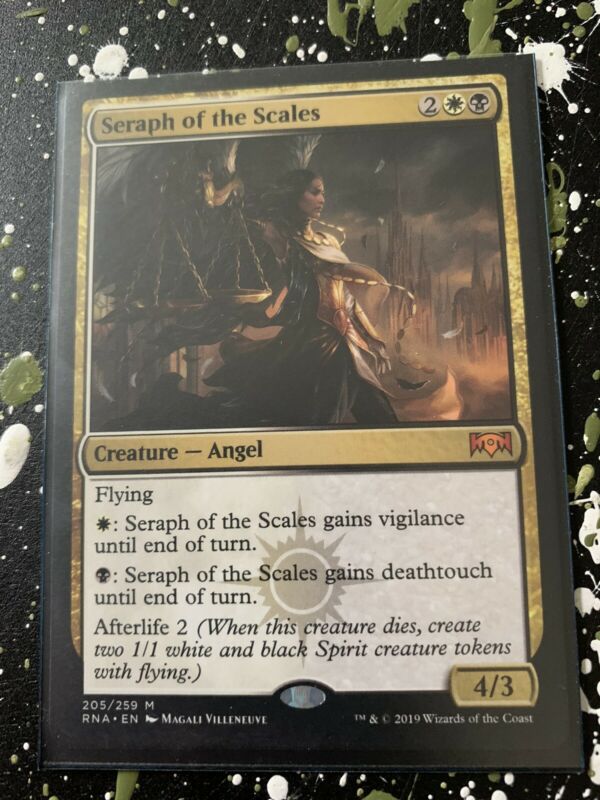 Seraph of the Scales 2
Creature — Angel
Flying
: Seraph of the Scales gains vigilance
until end of turn.
: Seraph of the Scales gains deathtouch
until end of turn.
Afterlife 2 (When this creature dies, create
two 1/1 white and black Spirit creature tokens
with flying.)
4/3
205/259 M
RNA • EN Magali Villeneuve ™ & © 2019 Wizards of the Coast